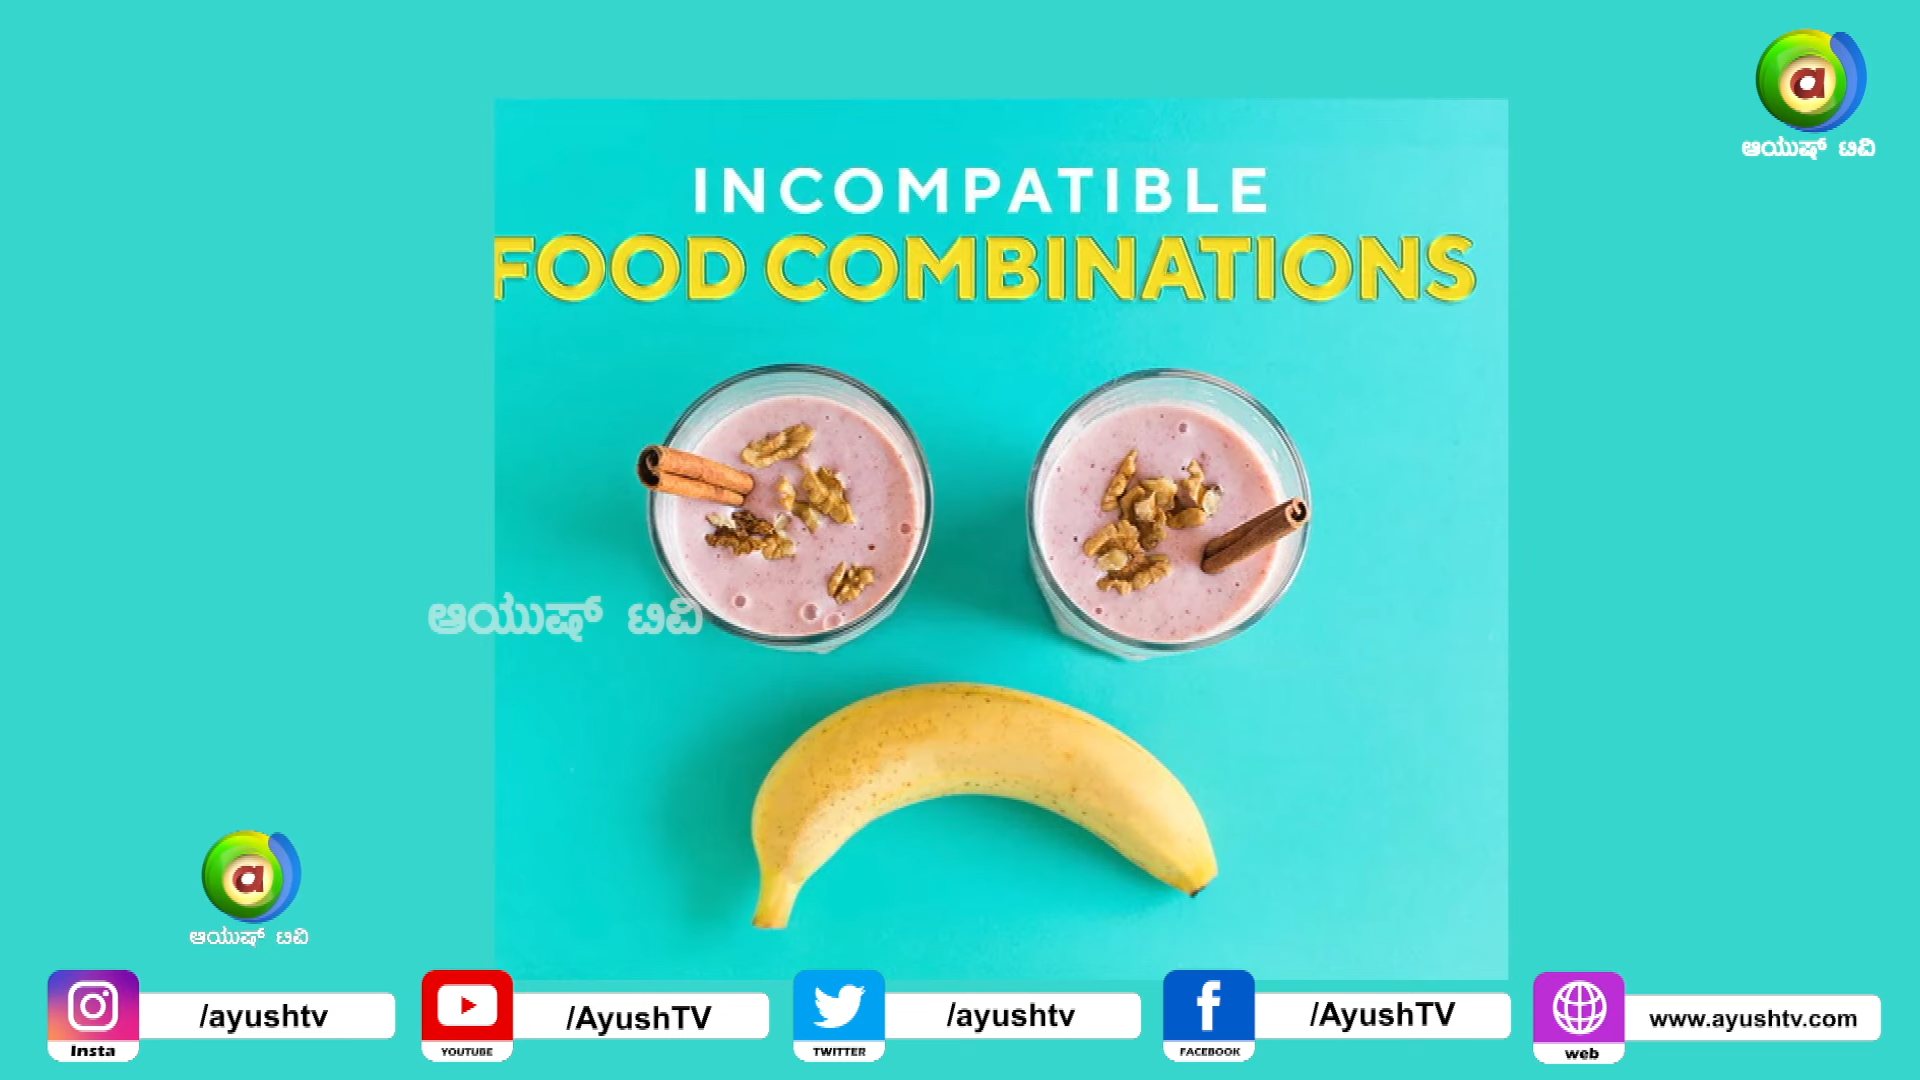 a
ಆಯುಷ್ ಟಿವಿ
INCOMPATIBLE
FOOD COMBINATIONS
ಆಯುಷ್ ಟಿವಿ
a
ಆಯುಷ್ ಟಿವಿ
Insta
/ayushtv
YOUTUBE
/AyushTV
TWITTER
/ayushtv
FACEBOOK
/AyushTV
web
www.ayushtv.com